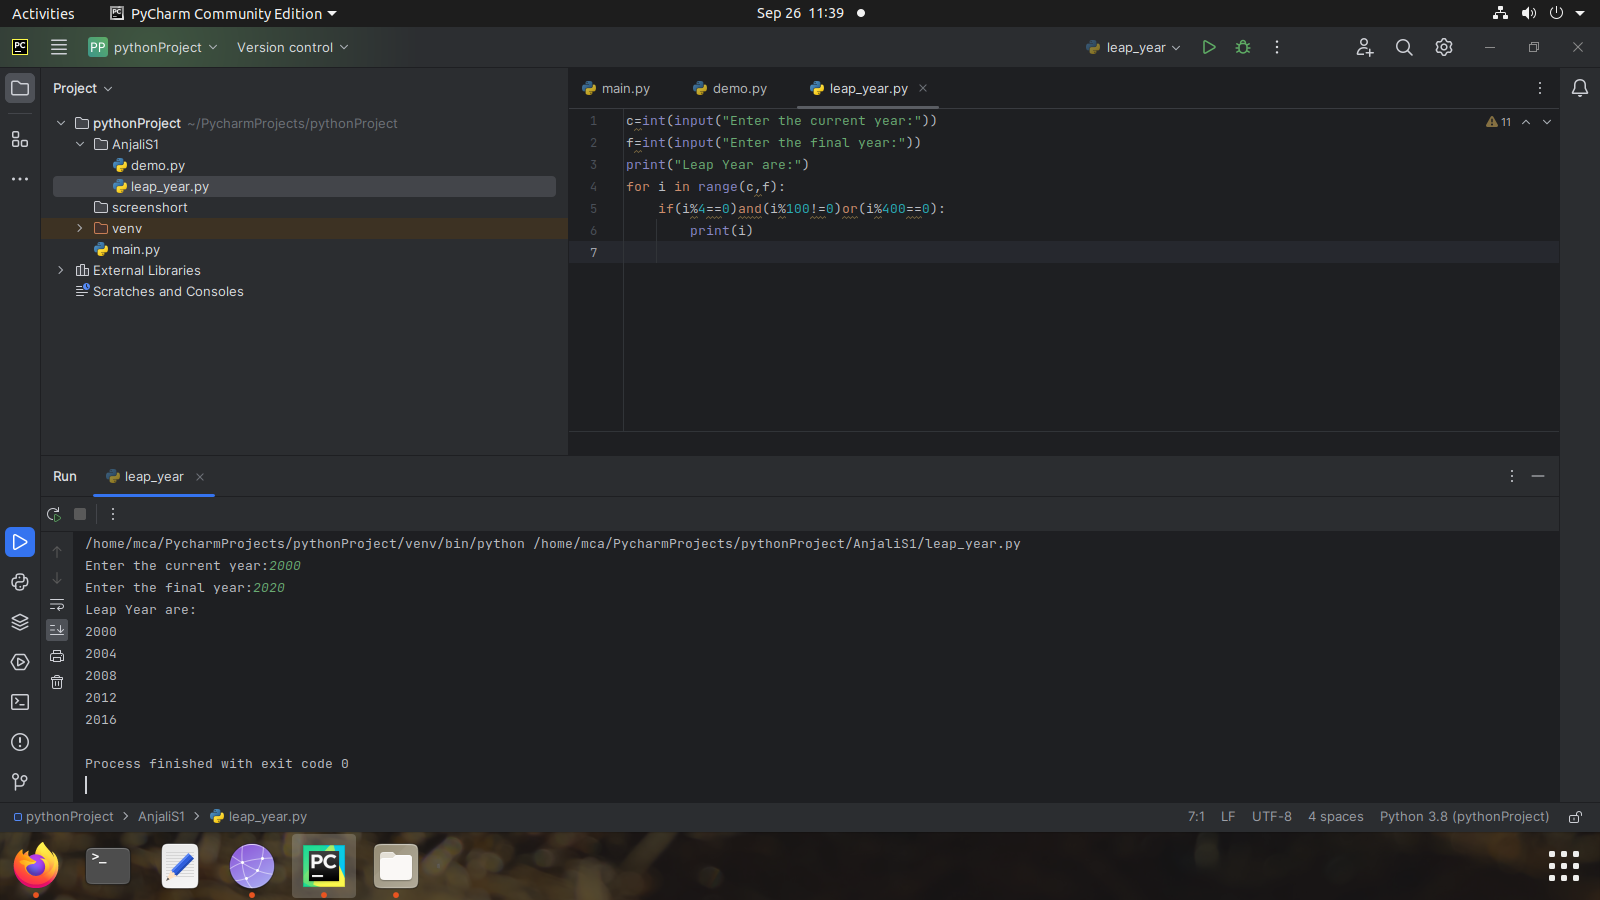 Activities PyCharm Community Edition Sep 26 11:39
PC PP pythonProject Version control leap_year
Project main.py demo.py leap_year.py
pythonProject ~/PycharmProjects/pythonProject
AnjaliS1
demo.py
leap_year.py
screenshort
venv
main.py
External Libraries
Scratches and Consoles
1 c=int(input("Enter the current year:")) 11
2 f=int(input("Enter the final year:"))
3 print("Leap Year are:")
4 for i in range(c,f):
5 if(i%4==0)and(i%100!=0)or(i%400==0):
6 print(i)
7
Run leap_year
/home/mca/PycharmProjects/pythonProject/venv/bin/python /home/mca/PycharmProjects/pythonProject/AnjaliS1/leap_year.py
Enter the current year:2000
Enter the final year:2020
Leap Year are:
2000
2004
2008
2012
2016
Process finished with exit code 0
pythonProject AnjaliS1 leap_year.py 7:1 LF UTF-8 4 spaces Python 3.8 (pythonProject)
>_ PC